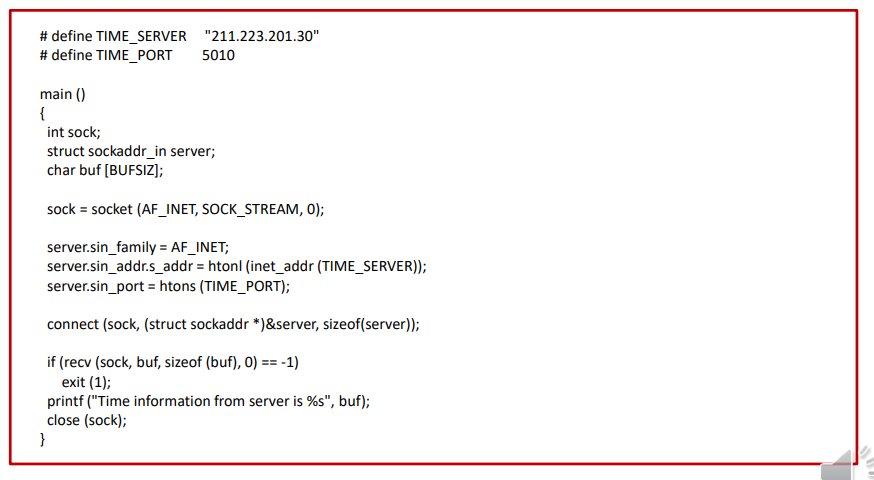 # define TIME_SERVER "211.223.201.30"
# define TIME_PORT 5010
main ()
{
int sock;
struct sockaddr_in server;
char buf [BUFSIZ];
sock = socket (AF_INET, SOCK_STREAM, 0);
server.sin_family = AF_INET;
server.sin_addr.s_addr = htonl (inet_addr (TIME_SERVER));
server.sin_port = htons (TIME_PORT);
connect (sock, (struct sockaddr *)&server, sizeof(server));
if (recv (sock, buf, sizeof (buf), 0) == -1)
exit (1);
printf ("Time information from server is %s", buf);
close (sock);
}